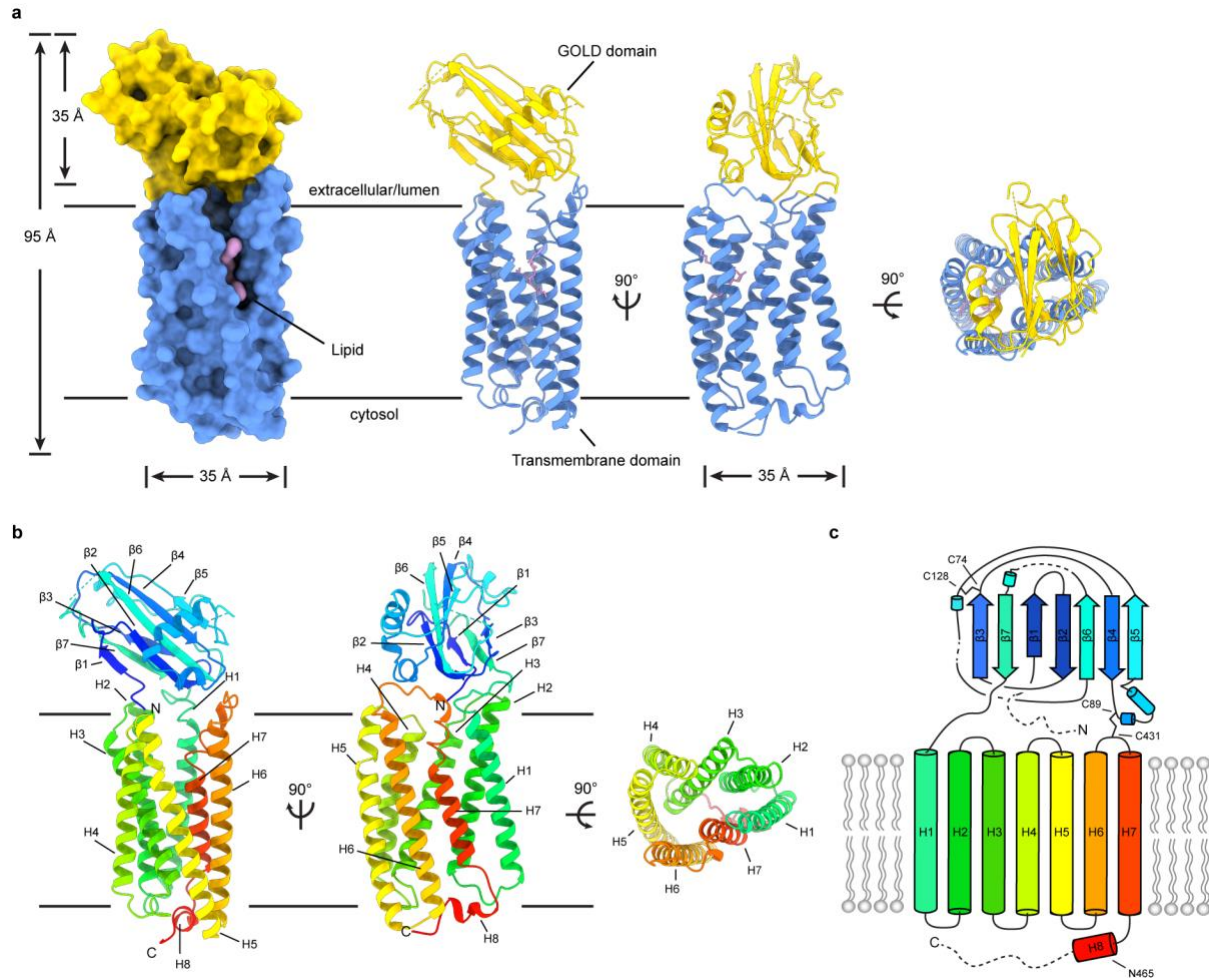 a
GOLD domain
35 Å
extracellular/lumen
95 Å
90°
90°
Lipid
cytosol
Transmembrane domain
35 Å
35 Å
b
β2
β6
β4
β5
β3
β7
β1
H2
N
H1
H3
H7
H6
H4
C
H8
H5
90°
β5
β4
β6
β1
β2
β3
β7
H4
H3
N
H2
H5
H1
H7
H6
C
H8
90°
H4
H3
H2
H5
H1
H6
H7
c
C74
C128
β3
β7
β1
β2
β6
β4
β5
C89
N
C431
H1
H2
H3
H4
H5
H6
H7
C
H8
N465